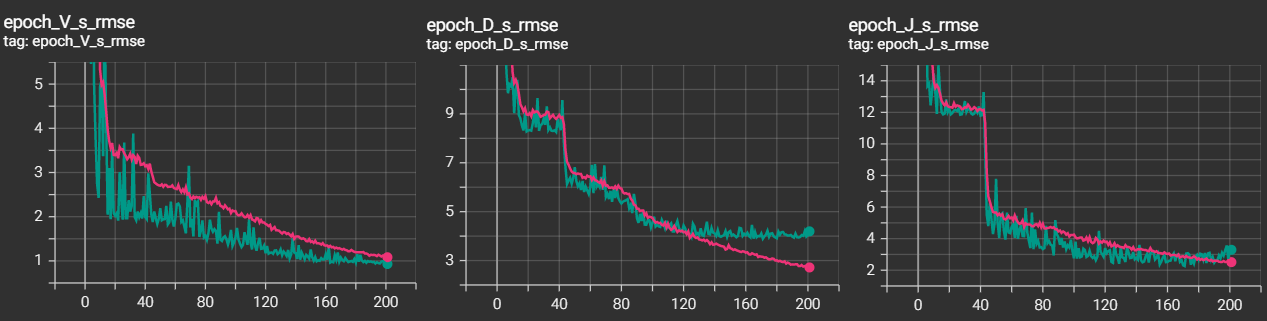 epoch_V_s_rmse
tag: epoch_V_s_rmse
5
4
3
2
1
0 40 80 120 160 200
epoch_D_s_rmse
tag: epoch_D_s_rmse
9
7
5
3
0 40 80 120 160 200
epoch_J_s_rmse
tag: epoch_J_s_rmse
14
12
10
8
6
4
2
0 40 80 120 160 200